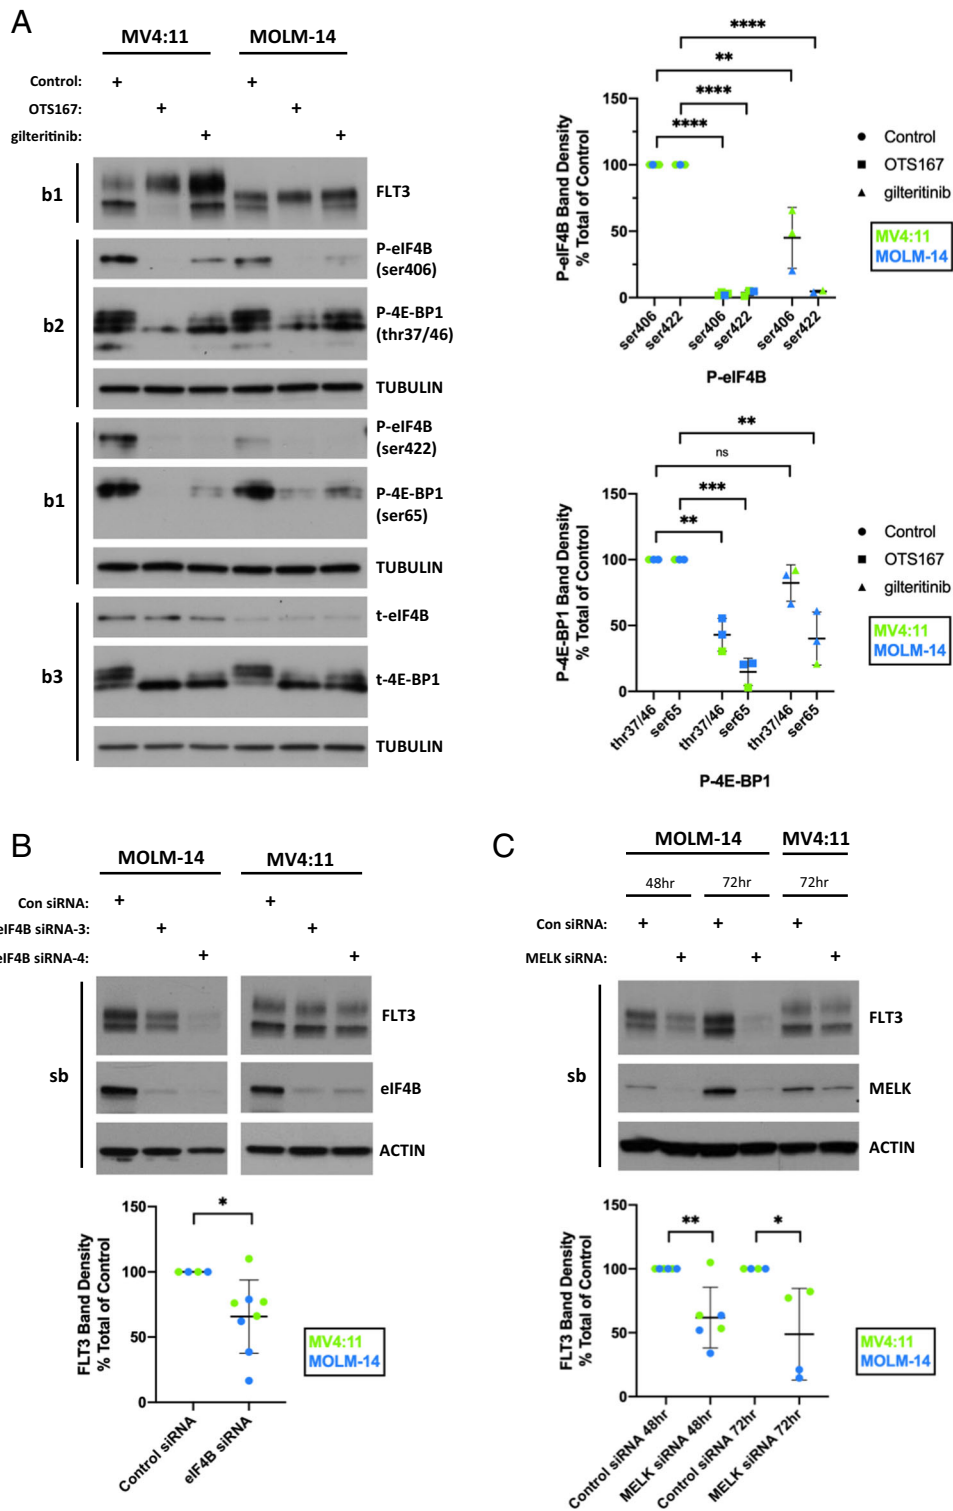 A
MV4:11 MOLM-14
Control: + +
OTS167: + +
gilteritinib: + +
b1 FLT3
P-eIF4B
(ser406)
b2 P-4E-BP1
(thr37/46)
TUBULIN
P-eIF4B
(ser422)
b1 P-4E-BP1
(ser65)
TUBULIN
t-eIF4B
b3 t-4E-BP1
TUBULIN
****
**
****
****
P-eIF4B Band Density
% Total of Control
150
100
50
0
ser406 ser422 ser406 ser422 ser406 ser422
P-eIF4B
Control
OTS167
gilteritinib
MV4:11
MOLM-14
**
ns
***
**
P-4E-BP1 Band Density
% Total of Control
150
100
50
0
thr37/46 ser65 thr37/46 ser65 thr37/46 ser65
P-4E-BP1
Control
OTS167
gilteritinib
MV4:11
MOLM-14
B
MOLM-14 MV4:11
Con siRNA: + +
eIF4B siRNA-3: + +
eIF4B siRNA-4: + +
FLT3
sb eIF4B
ACTIN
*
FLT3 Band Density
% Total of Control
150
100
50
0
Control siRNA eIF4B siRNA
MV4:11
MOLM-14
C
MOLM-14 MV4:11
48hr 72hr 72hr
Con siRNA: + + +
MELK siRNA: + + +
FLT3
sb MELK
ACTIN
** *
FLT3 Band Density
% Total of Control
150
100
50
0
Control siRNA 48hr MELK siRNA 48hr Control siRNA 72hr MELK siRNA 72hr
MV4:11
MOLM-14